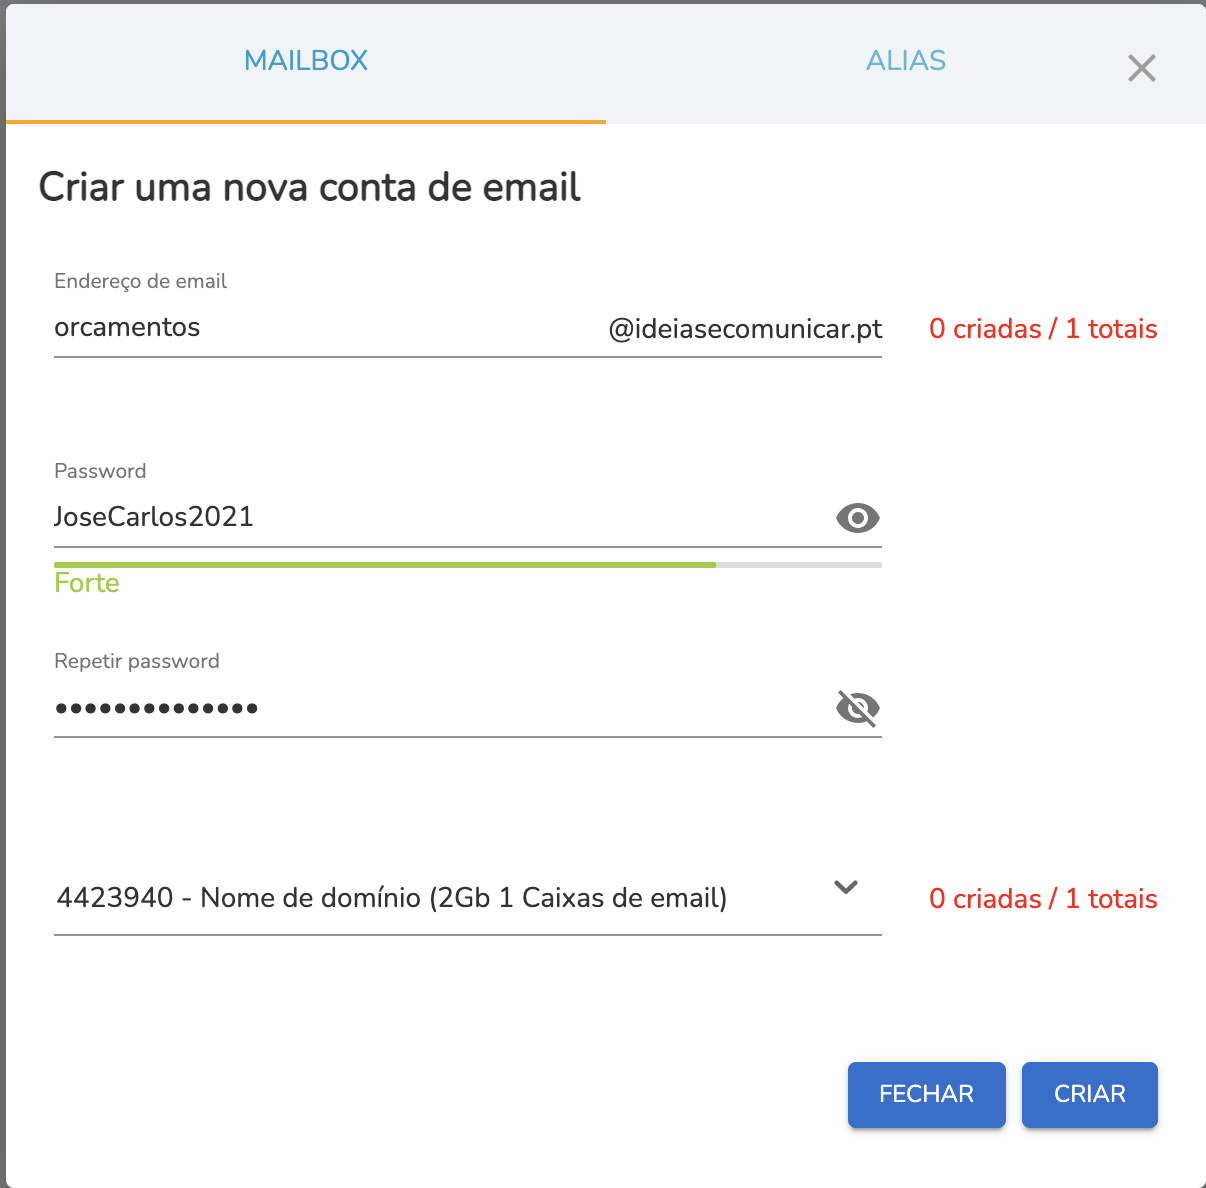 MAILBOX ALIAS
Criar uma nova conta de email
Endereço de email
orcamentos @ideiasecomunicar.pt 0 criadas / 1 totais
Password
JoseCarlos2021
Forte
Repetir password
••••••••••••••
4423940 - Nome de domínio (2Gb 1 Caixas de email) 0 criadas / 1 totais
FECHAR CRIAR